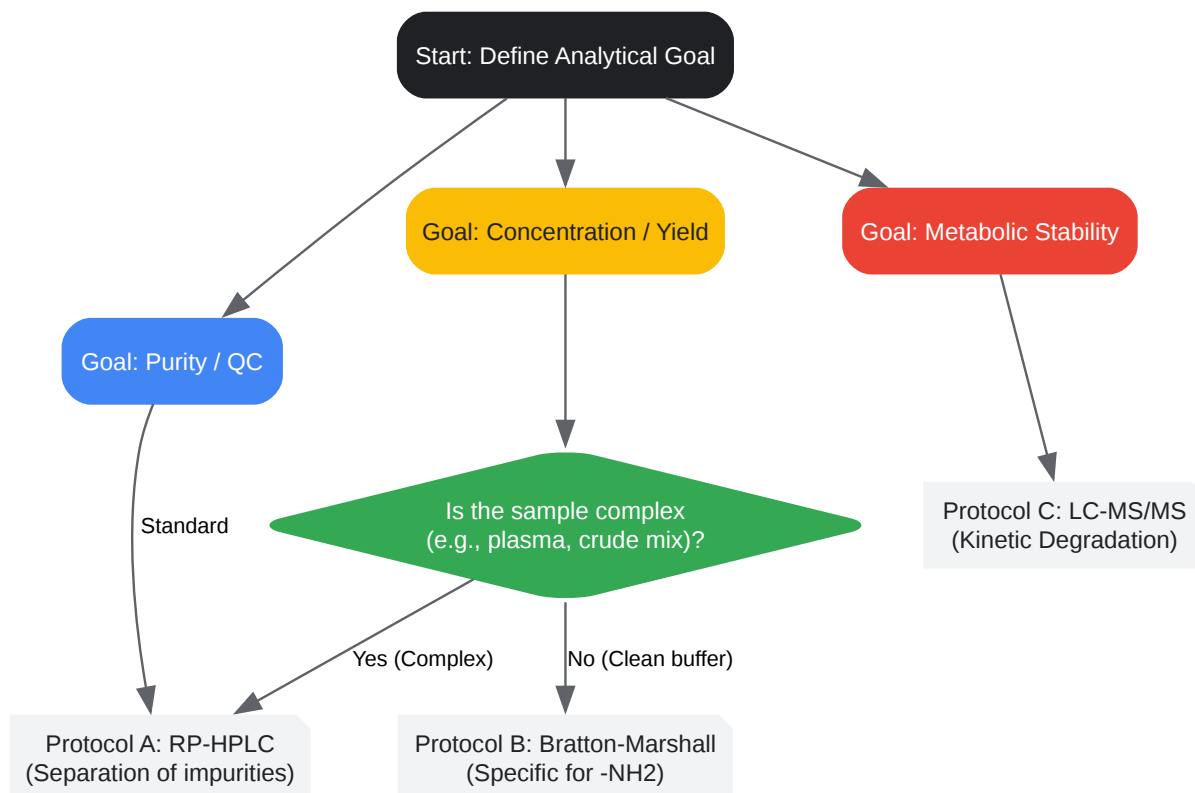 Start: Define Analytical Goal
Goal: Concentration / Yield
Goal: Metabolic Stability
Goal: Purity / QC
Is the sample complex
(e.g., plasma, crude mix)?
Standard
Protocol C: LC-MS/MS
(Kinetic Degradation)
Yes (Complex)
No (Clean buffer)
Protocol A: RP-HPLC
(Separation of impurities)
Protocol B: Bratton-Marshall
(Specific for -NH2)